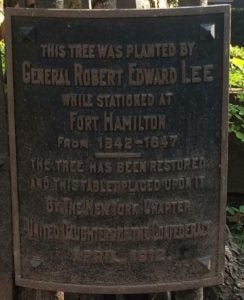 THIS TREE WAS PLANTED BY
GENERAL ROBERT EDWARD LEE
WHILE STATIONED AT
FORT HAMILTON
FROM 1842-1847
THE TREE HAS BEEN RESTORED
AND THIS TABLET PLACED UPON IT
BY THE NEW YORK CHAPTER
UNITED DAUGHTERS OF THE CONFEDERACY
APRIL 1912